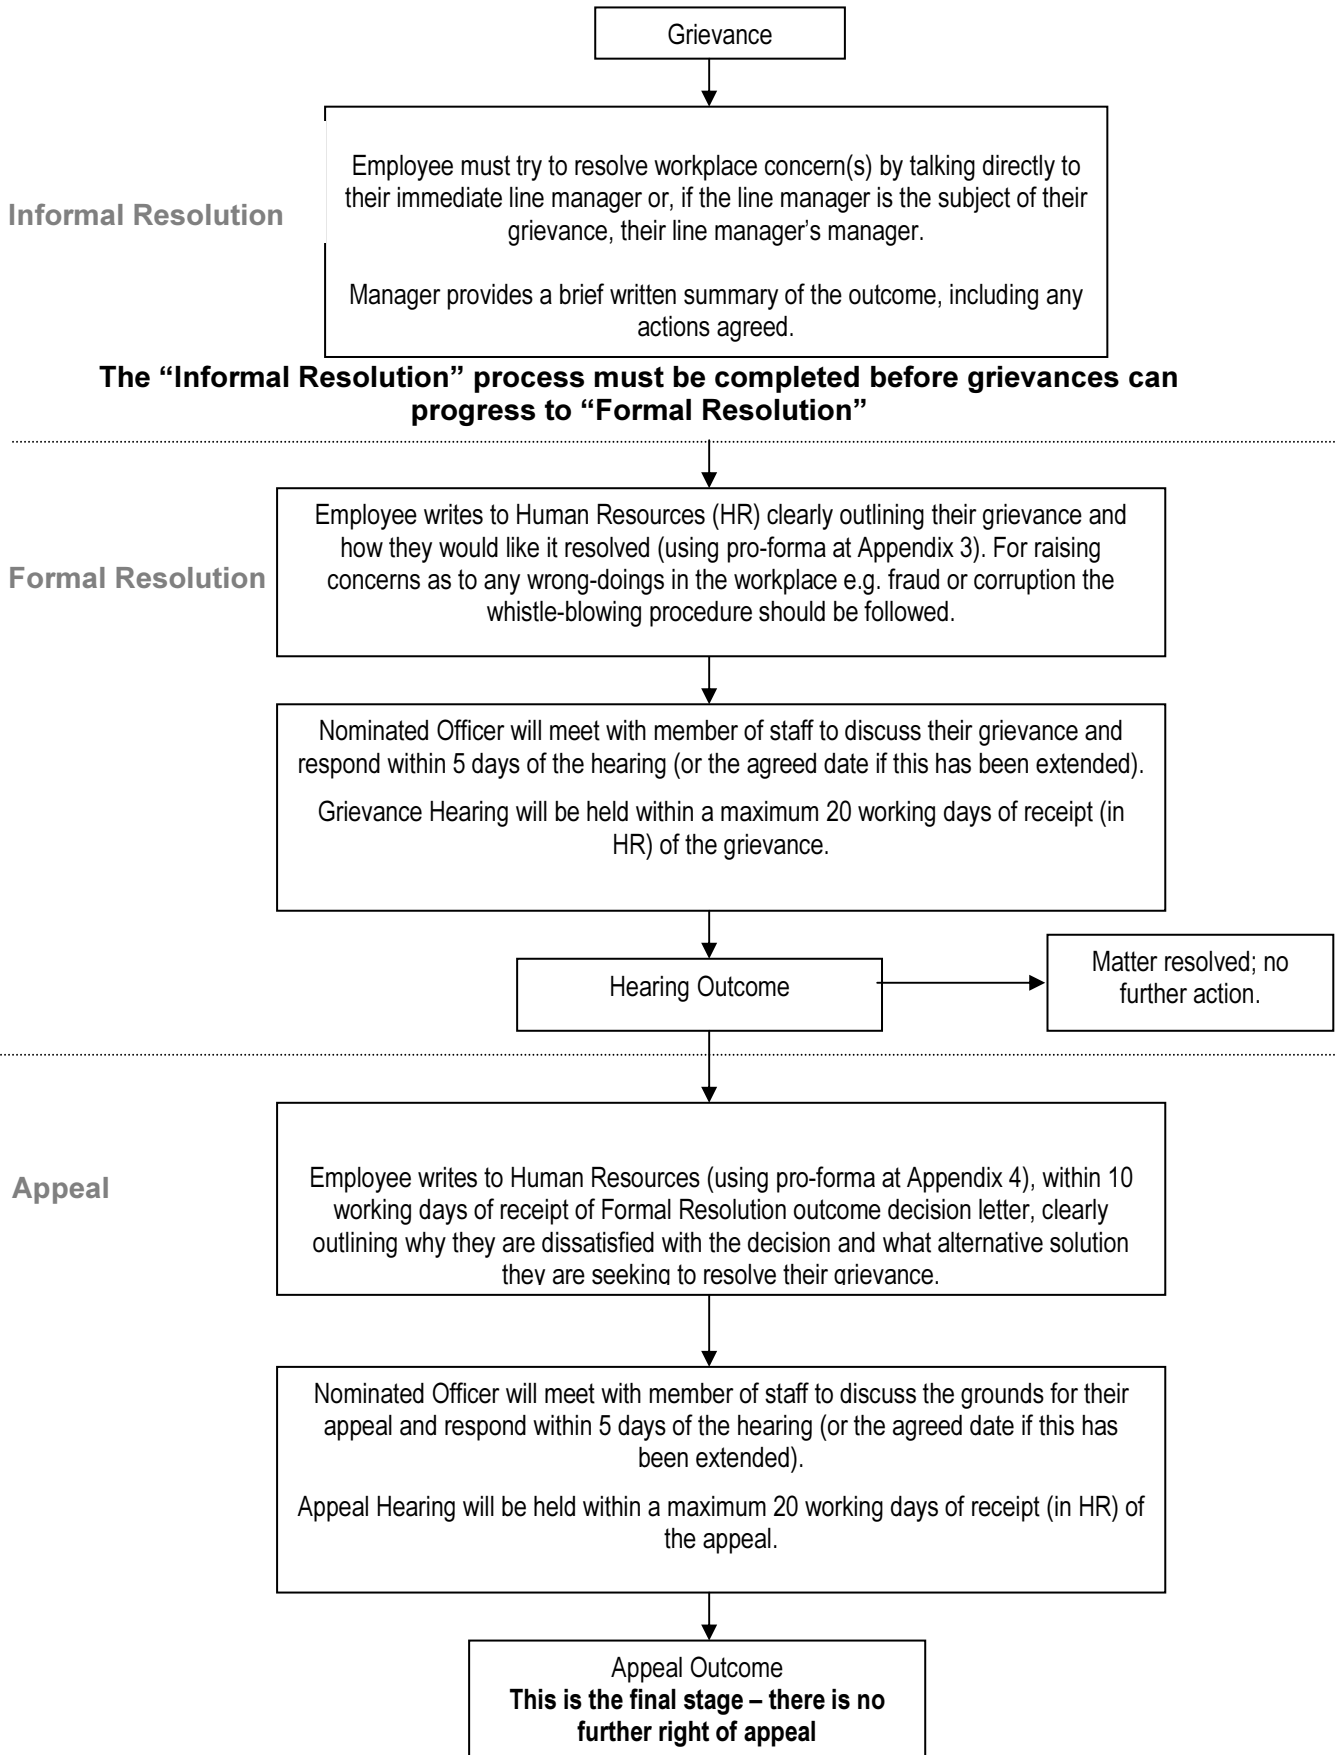 Grievance
Employee must try to resolve workplace concern(s) by talking directly to
their immediate line manager or, if the line manager is the subject of their
grievance, their line manager’s manager.
Informal Resolution
Manager provides a brief written summary of the outcome, including any
actions agreed.
The “Informal Resolution” process must be completed before grievances can
progress to “Formal Resolution”
Employee writes to Human Resources (HR) clearly outlining their grievance and
how they would like it resolved (using pro-forma at Appendix 3). For raising
concerns as to any wrong-doings in the workplace e.g. fraud or corruption the
whistle-blowing procedure should be followed.
Formal Resolution
Nominated Officer will meet with member of staff to discuss their grievance and
respond within 5 days of the hearing (or the agreed date if this has been extended).
Grievance Hearing will be held within a maximum 20 working days of receipt (in
HR) of the grievance.
Hearing Outcome
Matter resolved; no
further action.
Appeal
Employee writes to Human Resources (using pro-forma at Appendix 4), within 10
working days of receipt of Formal Resolution outcome decision letter, clearly
outlining why they are dissatisfied with the decision and what alternative solution
they are seeking to resolve their grievance.
Nominated Officer will meet with member of staff to discuss the grounds for their
appeal and respond within 5 days of the hearing (or the agreed date if this has
been extended).
Appeal Hearing will be held within a maximum 20 working days of receipt (in HR) of
the appeal.
Appeal Outcome
This is the final stage – there is no
further right of appeal